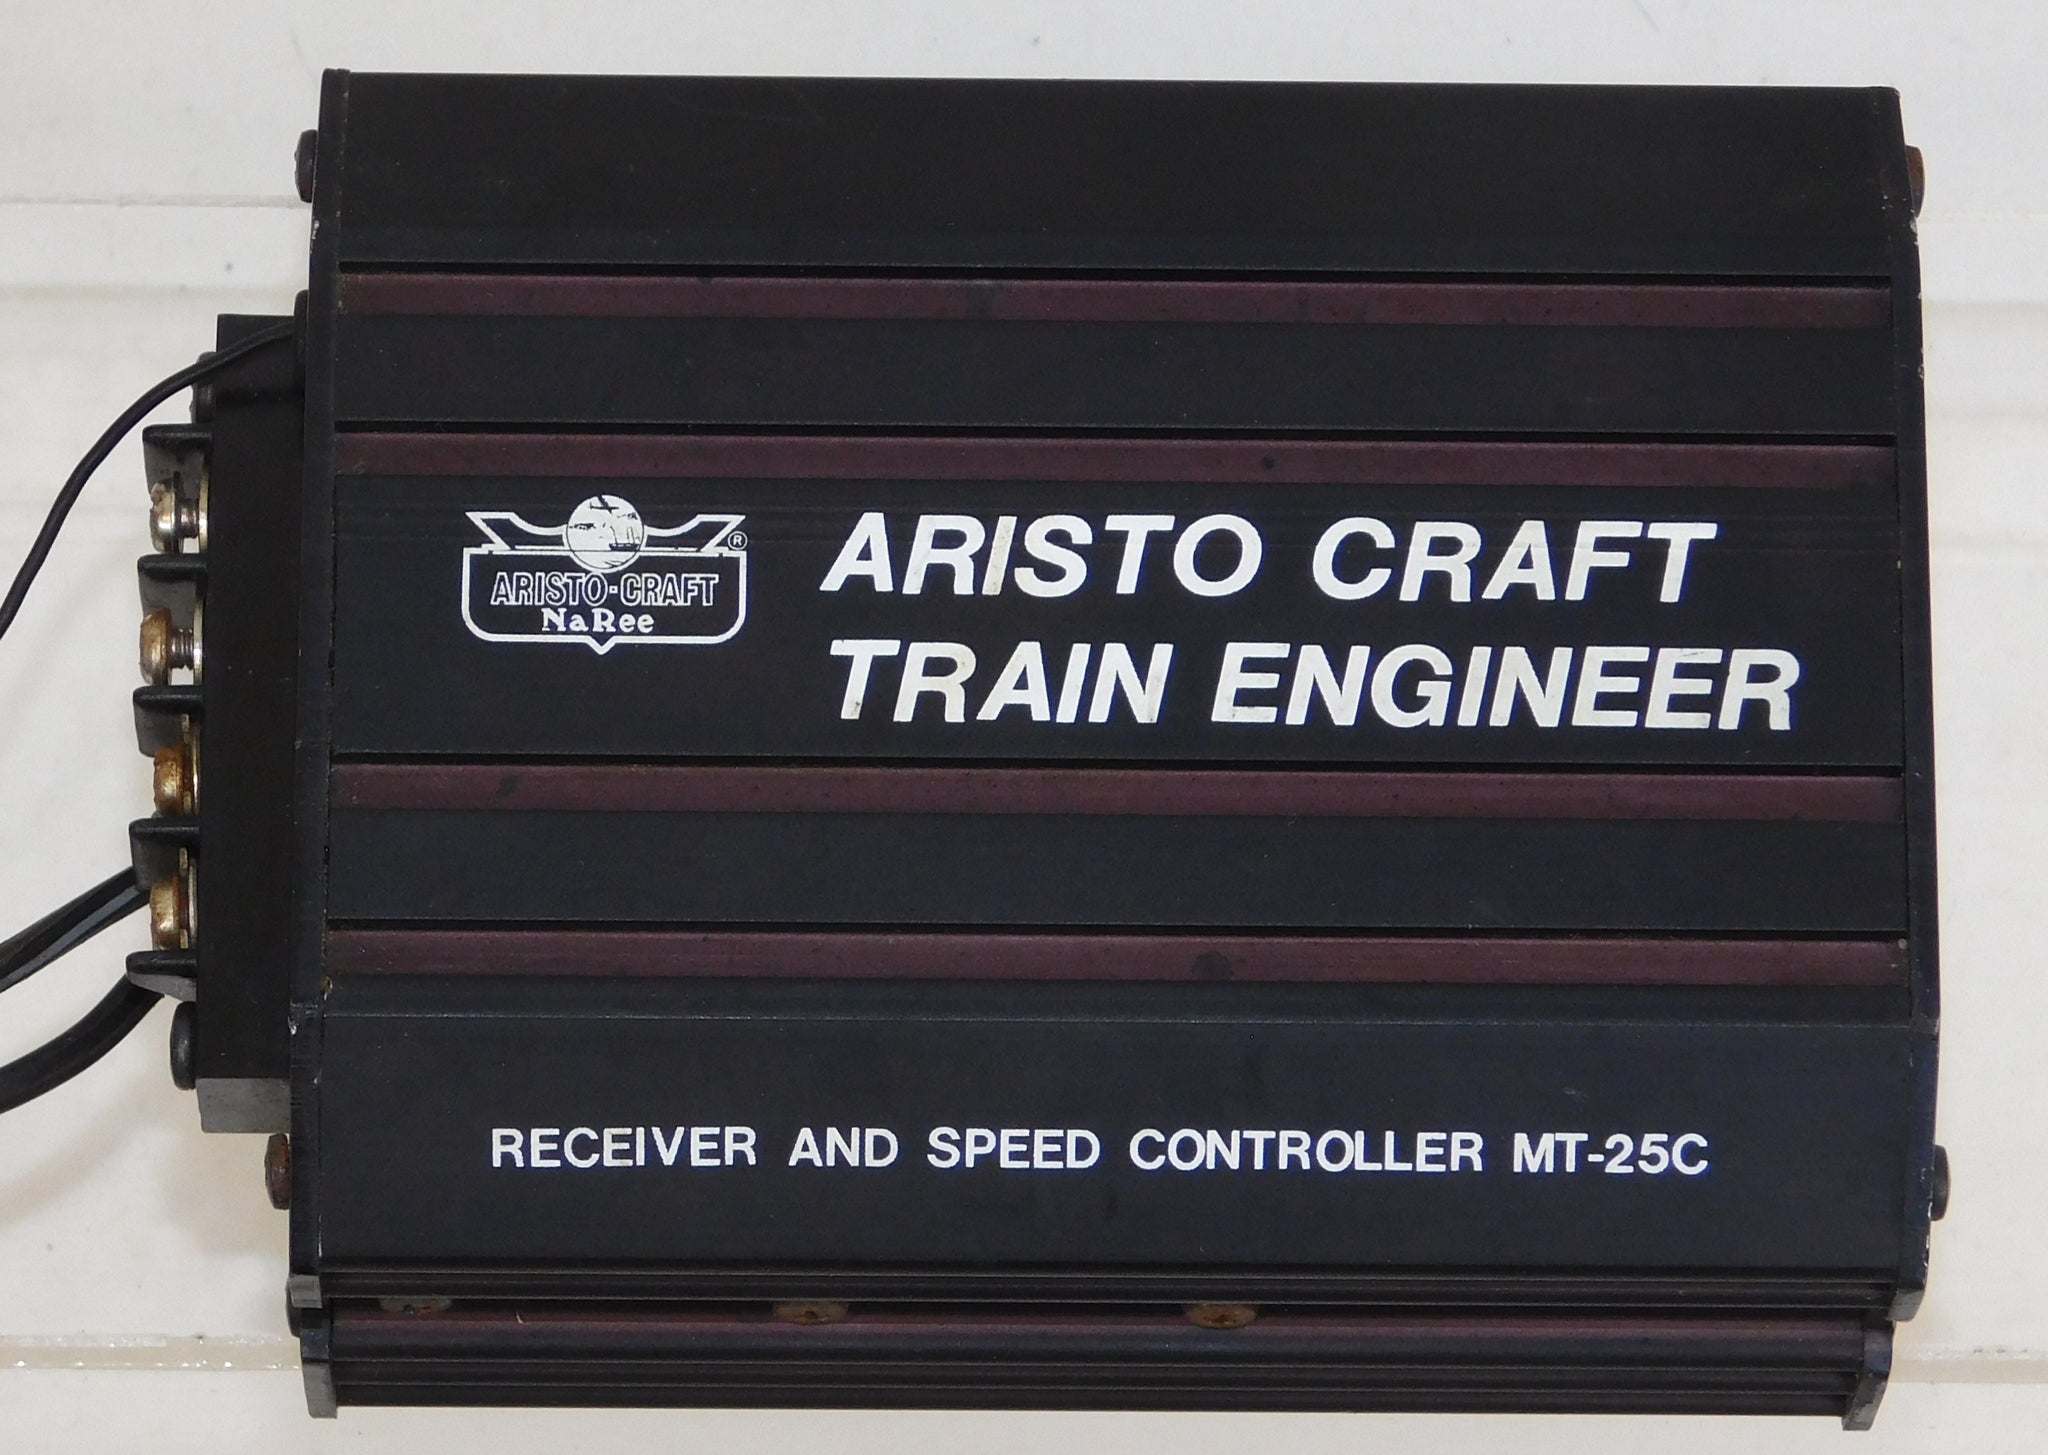 ®
ARISTO-CRAFT
NaRee
ARISTO CRAFT
TRAIN ENGINEER
RECEIVER AND SPEED CONTROLLER MT-25C